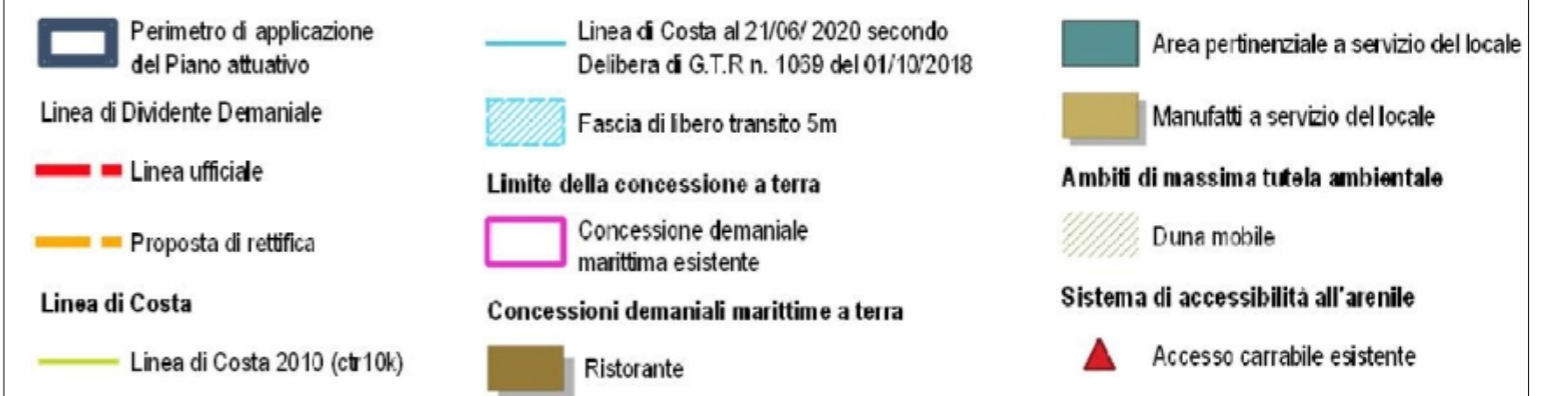 Perimetro di applicazione
del Piano attuativo
Linea di Dividente Demaniale
Linea ufficiale
Proposta di rettifica
Linea di Costa
Linea di Costa 2010 (ctr10k)
Linea di Costa al 21/06/ 2020 secondo
Delibera di G.T.R n. 1069 del 01/10/2018
Fascia di libero transito 5m
Limite della concessione a terra
Concessione demaniale
marittima esistente
Concessioni demaniali marittime a terra
Ristorante
Area pertinenziale a servizio del locale
Manufatti a servizio del locale
Ambiti di massima tutela ambientale
Duna mobile
Sistema di accessibilità all'arenile
Accesso carrabile esistente